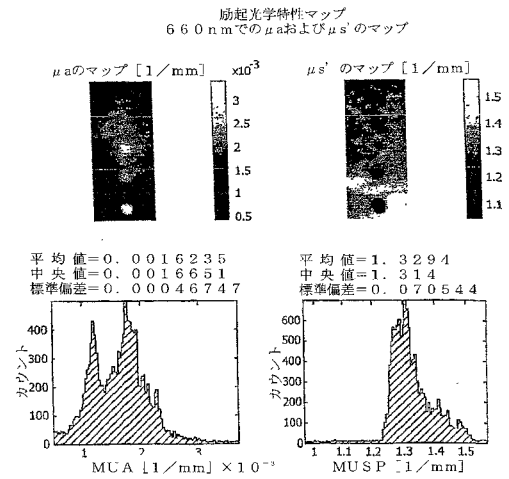 励起光学特性マップ
660nmでのμaおよびμs'のマップ
μaのマップ[1/mm]
×10⁻³
3
2.5
2
1.5
1
0.5
μs'のマップ[1/mm]
1.5
1.4
1.3
1.2
1.1
平均値=0.0016235
中央値=0.0016651
標準偏差=0.00046747
平均値=1.3294
中央値=1.314
標準偏差=0.070544
カウント
400
300
200
100
0
1 2 3
MUA[1/mm]×10⁻³
カウント
600
500
400
300
200
100
0
1 1.1 1.2 1.3 1.4 1.5
MUSP[1/mm]